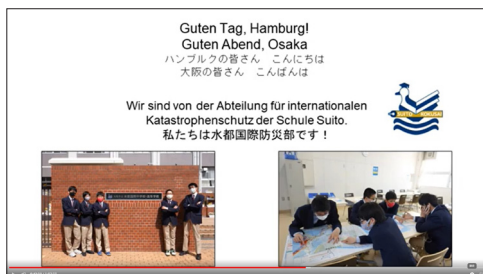 Guten Tag, Hamburg!
Guten Abend, Osaka
ハンブルクの皆さん こんにちは
大阪の皆さん こんばんは
Wir sind von der Abteilung für internationalen
Katastrophenschutz der Schule Suito.
私たちは水都国際防災部です！
SUITO KOKUSAI